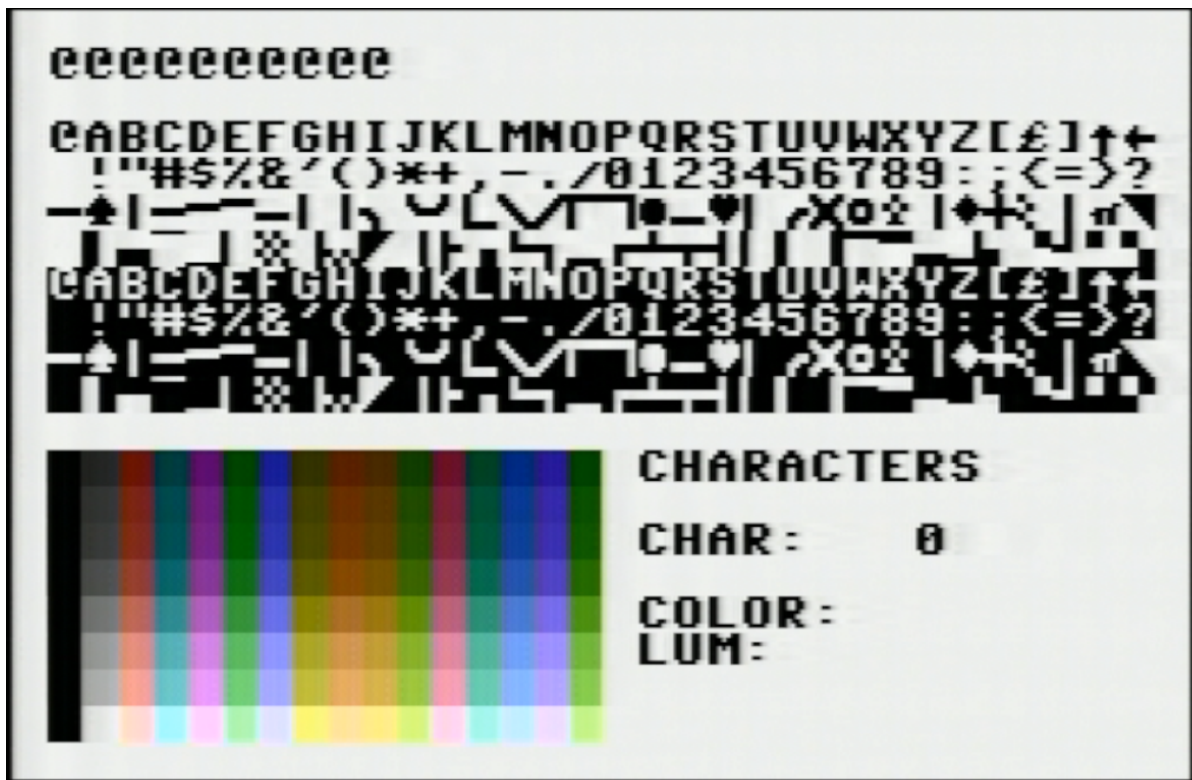 @@@@@@@@@@
@ABCDEFGHIJKLMNOPQRSTUVWXYZ[£]↑←
!"#$%&'()*+,-./0123456789:;<=>?
@ABCDEFGHIJKLMNOPQRSTUVWXYZ[£]↑←
!"#$%&'()*+,-./0123456789:;<=>?
CHARACTERS
CHAR: 0
COLOR:
LUM: